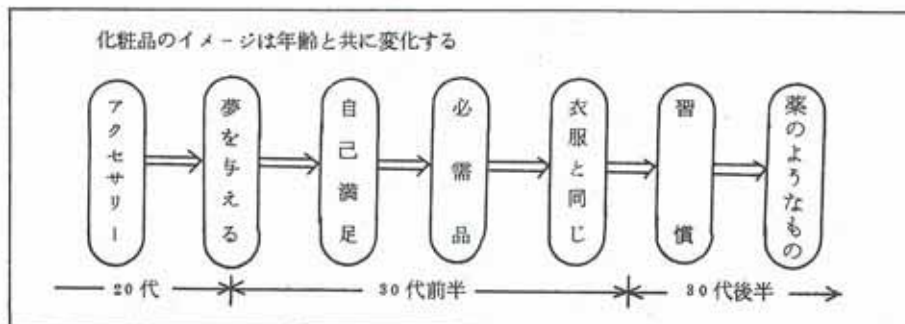 化粧品のイメージは年齢と共に変化する
アクセサリー
夢を与える
自己満足
必需品
衣服と同じ
習慣
薬のようなもの
20代
30代前半
30代後半